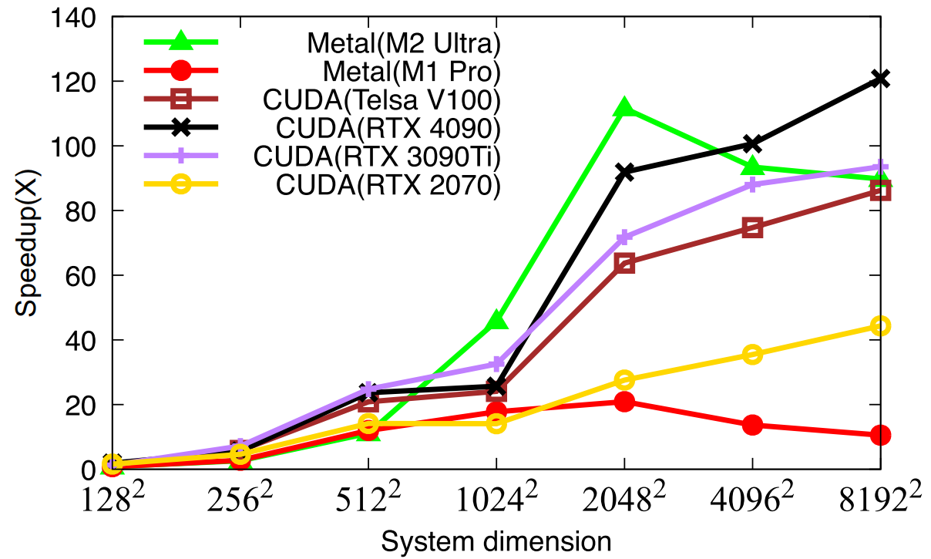 140
120
100
80
60
40
20
0
Speedup(X)
Metal(M2 Ultra)
Metal(M1 Pro)
CUDA(Telsa V100)
CUDA(RTX 4090)
CUDA(RTX 3090Ti)
CUDA(RTX 2070)
128² 256² 512² 1024² 2048² 4096² 8192²
System dimension